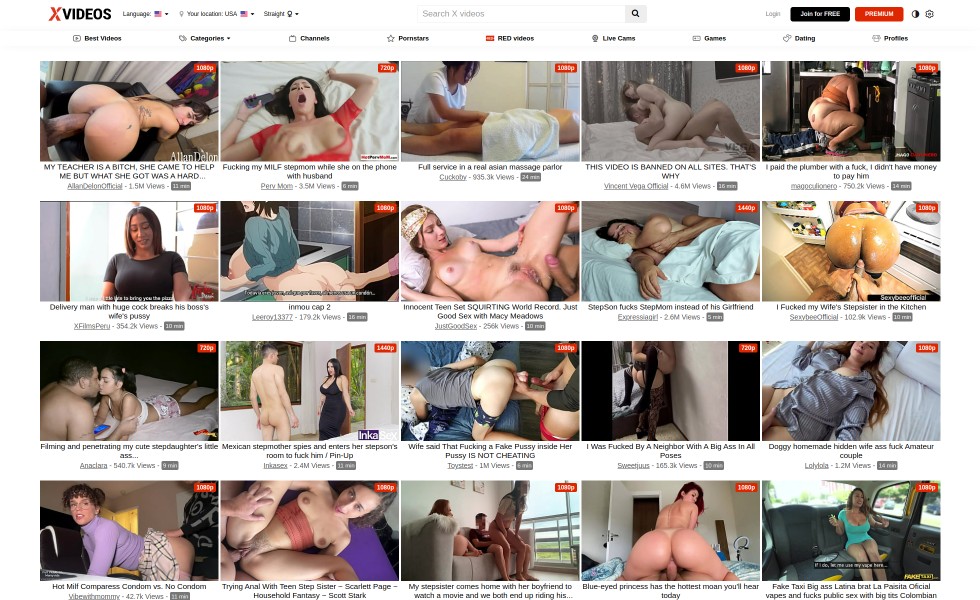 XVIDEOS
Language:
Your location: USA
Straight
Search X videos
Login
Join for FREE
PREMIUM
Best Videos
Categories
Channels
Pornstars
RED videos
Live Cams
Games
Dating
Profiles
1080p
AllanDelon
MY TEACHER IS A BITCH, SHE CAME TO HELP
ME BUT WHAT SHE GOT WAS A HARD...
AllanDelonOfficial - 1.5M Views - 11 min
720p
Fucking my MILF stepmom while she on the phone
with husband
Perv Mom - 3.5M Views - 6 min
1080p
Full service in a real asian massage parlor
Cuckoby - 935.3k Views - 24 min
1080p
THIS VIDEO IS BANNED ON ALL SITES. THAT'S
WHY
Vincent Vega Official - 4.6M Views - 16 min
1080p
I paid the plumber with a fuck, I didn't have money
to pay him
magoculionero - 750.2k Views - 14 min
1080p
Delivery man with huge cock breaks his boss's
wife's pussy
XFilmsPeru - 354.2k Views - 10 min
1080p
inmou cap 2
Leeroy13377 - 179.2k Views - 16 min
1080p
Innocent Teen Set SQUIRTING World Record. Just
Good Sex with Macy Meadows
JustGoodSex - 256k Views - 10 min
1440p
StepSon fucks StepMom instead of his Girlfriend
Expressiagirl - 2.6M Views - 5 min
1080p
Sexybeeofficial
I Fucked my Wife's Stepsister in the Kitchen
SexybeeOfficial - 102.9k Views - 10 min
720p
Filming and penetrating my cute stepdaughter's little
ass...
Anaclara - 540.7k Views - 9 min
1440p
Mexican stepmother spies and enters her stepson's
room to fuck him / Pin-Up
Inkasex - 2.4M Views - 11 min
1080p
Wife said That Fucking a Fake Pussy inside Her
Pussy IS NOT CHEATING
Toystest - 1M Views - 6 min
720p
I Was Fucked By A Neighbor With A Big Ass In All
Poses
Sweetjuus - 165.3k Views - 10 min
1080p
Doggy homemade hidden wife ass fuck Amateur
couple
Lolylola - 1.2M Views - 14 min
1080p
Hot Milf Compares Condom vs. No Condom
Vibewithmommy - 42.7k Views - 11 min
1080p
Trying Anal With Teen Step Sister ~ Scarlett Page ~
Household Fantasy ~ Scott Stark
1080p
My stepsister comes home with her boyfriend to
watch a movie and we both end up riding his...
1080p
Blue-eyed princess has the hottest moan you'll hear
today
1080p
If I do, let me use my vape here...
Fake Taxi Big ass Latina brat La Paisita Oficial
vapes and fucks public sex with big tits Colombian